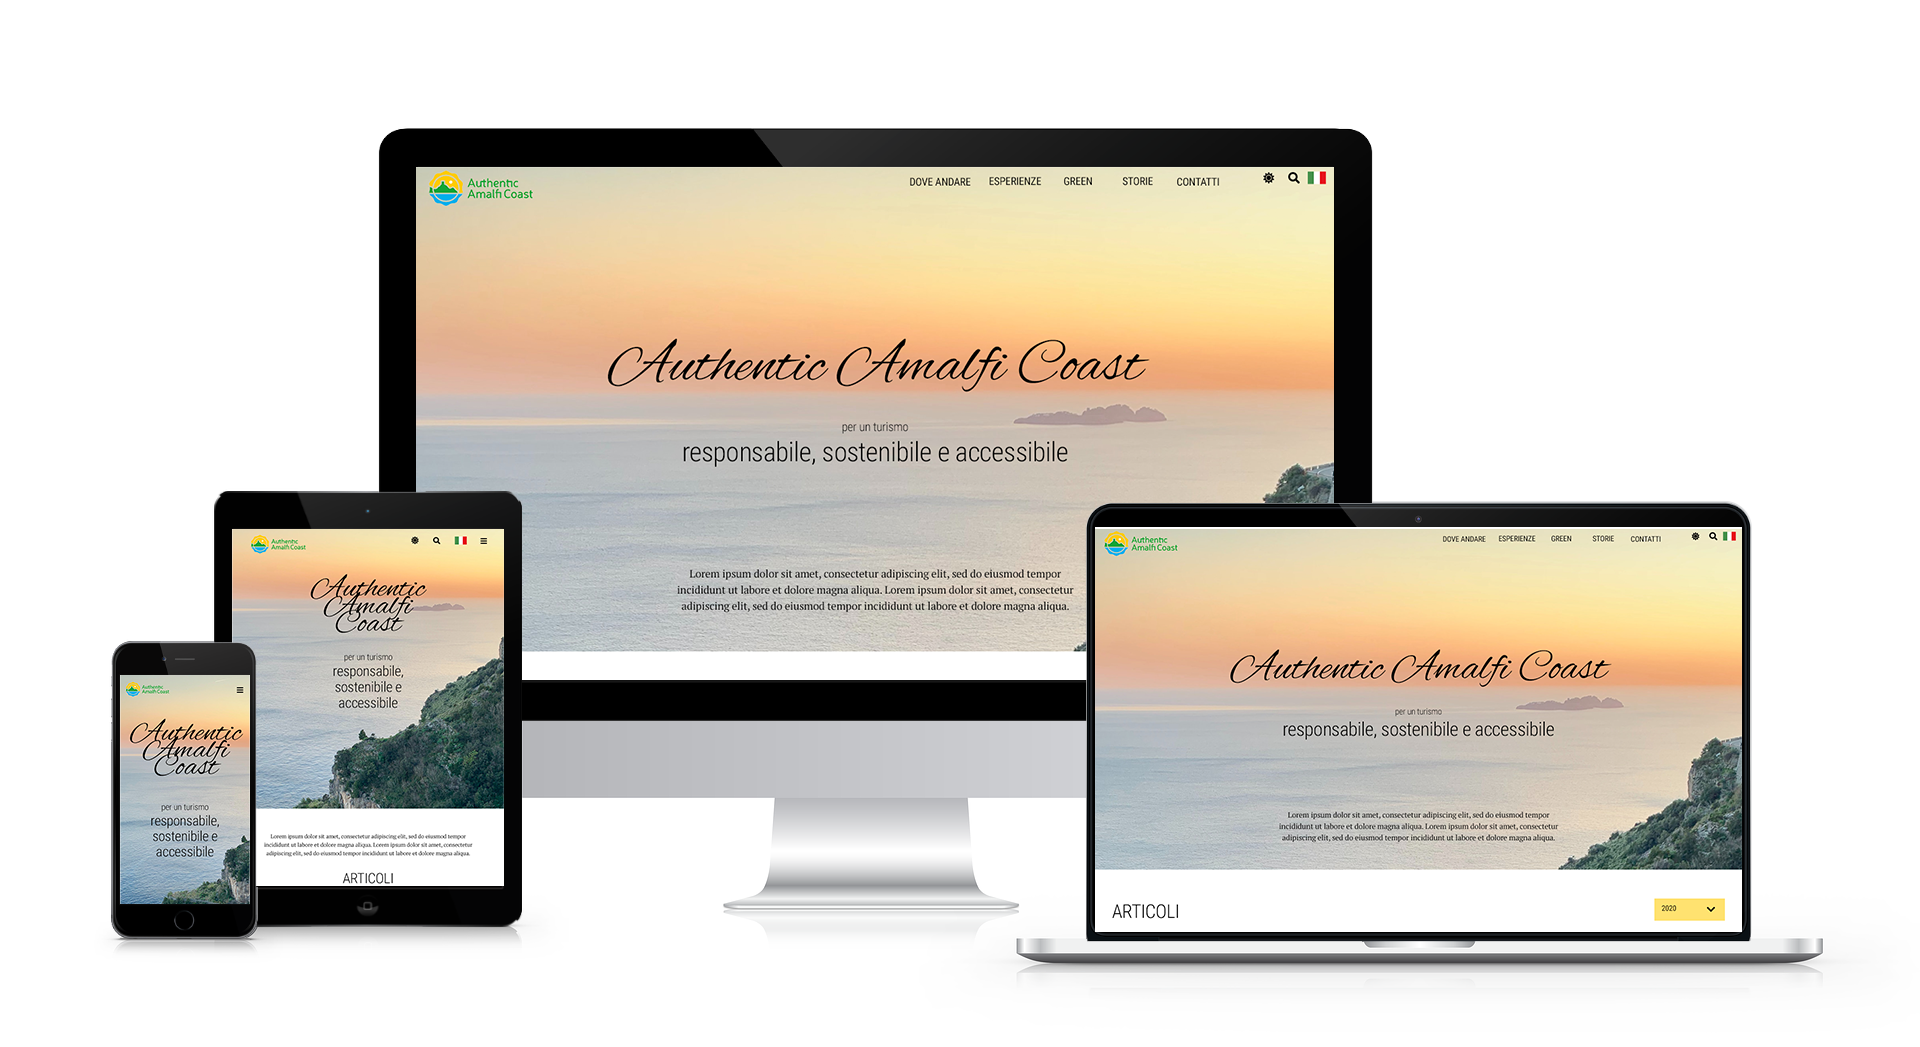 Authentic
Amalfi Coast
DOVE ANDARE ESPERIENZE GREEN STORIE CONTATTI
Authentic Amalfi Coast
per un turismo
responsabile, sostenibile e accessibile
Lorem ipsum dolor sit amet, consectetur adipiscing elit, sed do eiusmod tempor
incididunt ut labore et dolore magna aliqua. Lorem ipsum dolor sit amet, consectetur
adipiscing elit, sed do eiusmod tempor incididunt ut labore et dolore magna aliqua.
Authentic
Amalfi Coast
Authentic
Amalfi
Coast
per un turismo
responsabile,
sostenibile e
accessibile
Lorem ipsum dolor sit amet, consectetur adipiscing elit, sed do eiusmod tempor
incididunt ut labore et dolore magna aliqua. Lorem ipsum dolor sit amet, consectetur
adipiscing elit, sed do eiusmod tempor incididunt ut labore et dolore magna aliqua.
ARTICOLI
Authentic
Amalfi Coast
Authentic
Amalfi
Coast
per un turismo
responsabile,
sostenibile e
accessibile
Authentic
Amalfi Coast
DOVE ANDARE ESPERIENZE GREEN STORIE CONTATTI
Authentic Amalfi Coast
per un turismo
responsabile, sostenibile e accessibile
Lorem ipsum dolor sit amet, consectetur adipiscing elit, sed do eiusmod tempor
incididunt ut labore et dolore magna aliqua. Lorem ipsum dolor sit amet, consectetur
adipiscing elit, sed do eiusmod tempor incididunt ut labore et dolore magna aliqua.
ARTICOLI
2020